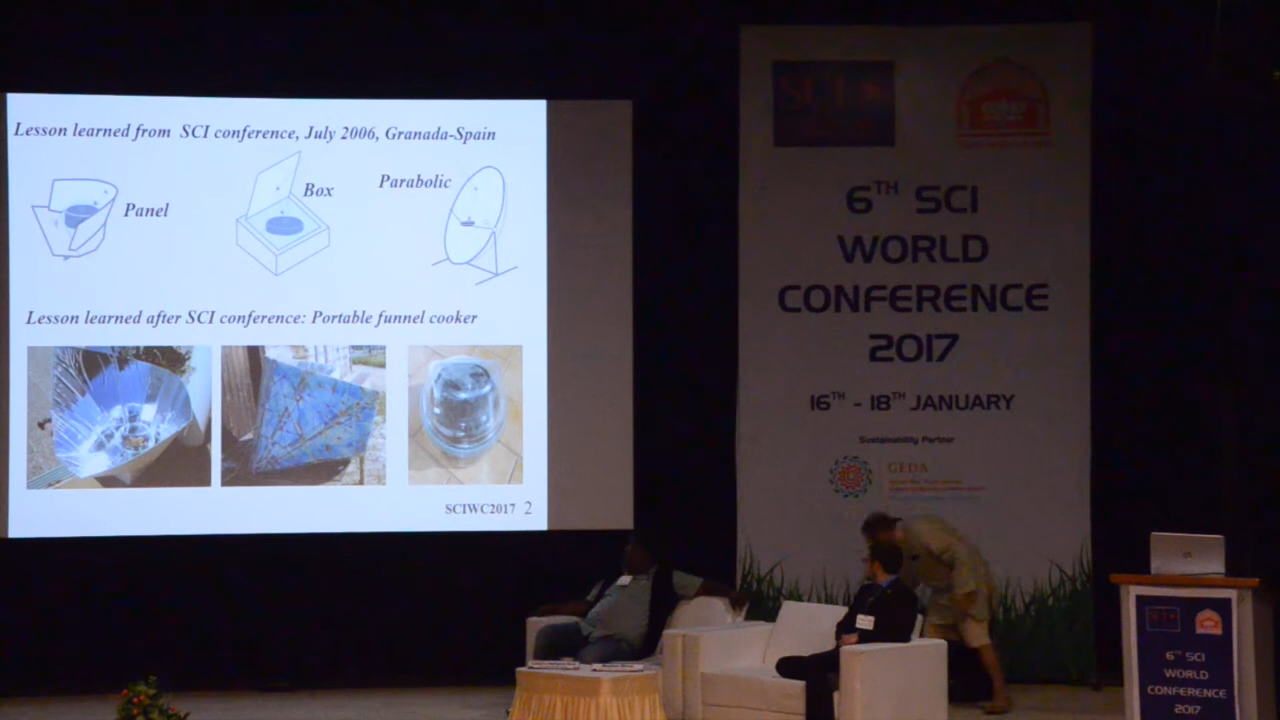 Lesson learned from SCI conference, July 2006, Granada-Spain
Panel
Box
Parabolic
Lesson learned after SCI conference: Portable funnel cooker
SCIWC2017 2
6TH SCI
WORLD
CONFERENCE
2017
16TH - 18TH JANUARY
Sustainability Partner
GEDA
6TH SCI
WORLD
CONFERENCE
2017